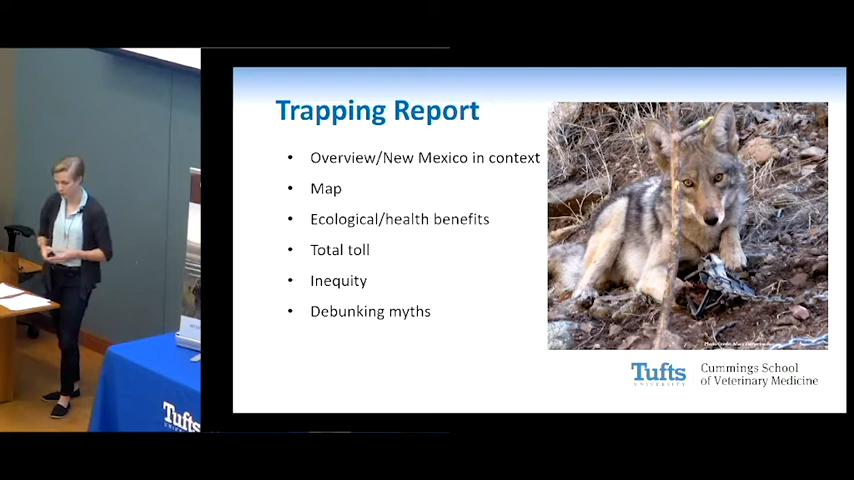 Trapping Report
• Overview/New Mexico in context
• Map
• Ecological/health benefits
• Total toll
• Inequity
• Debunking myths
Tufts
UNIVERSITY
Cummings School
of Veterinary Medicine
Tufts